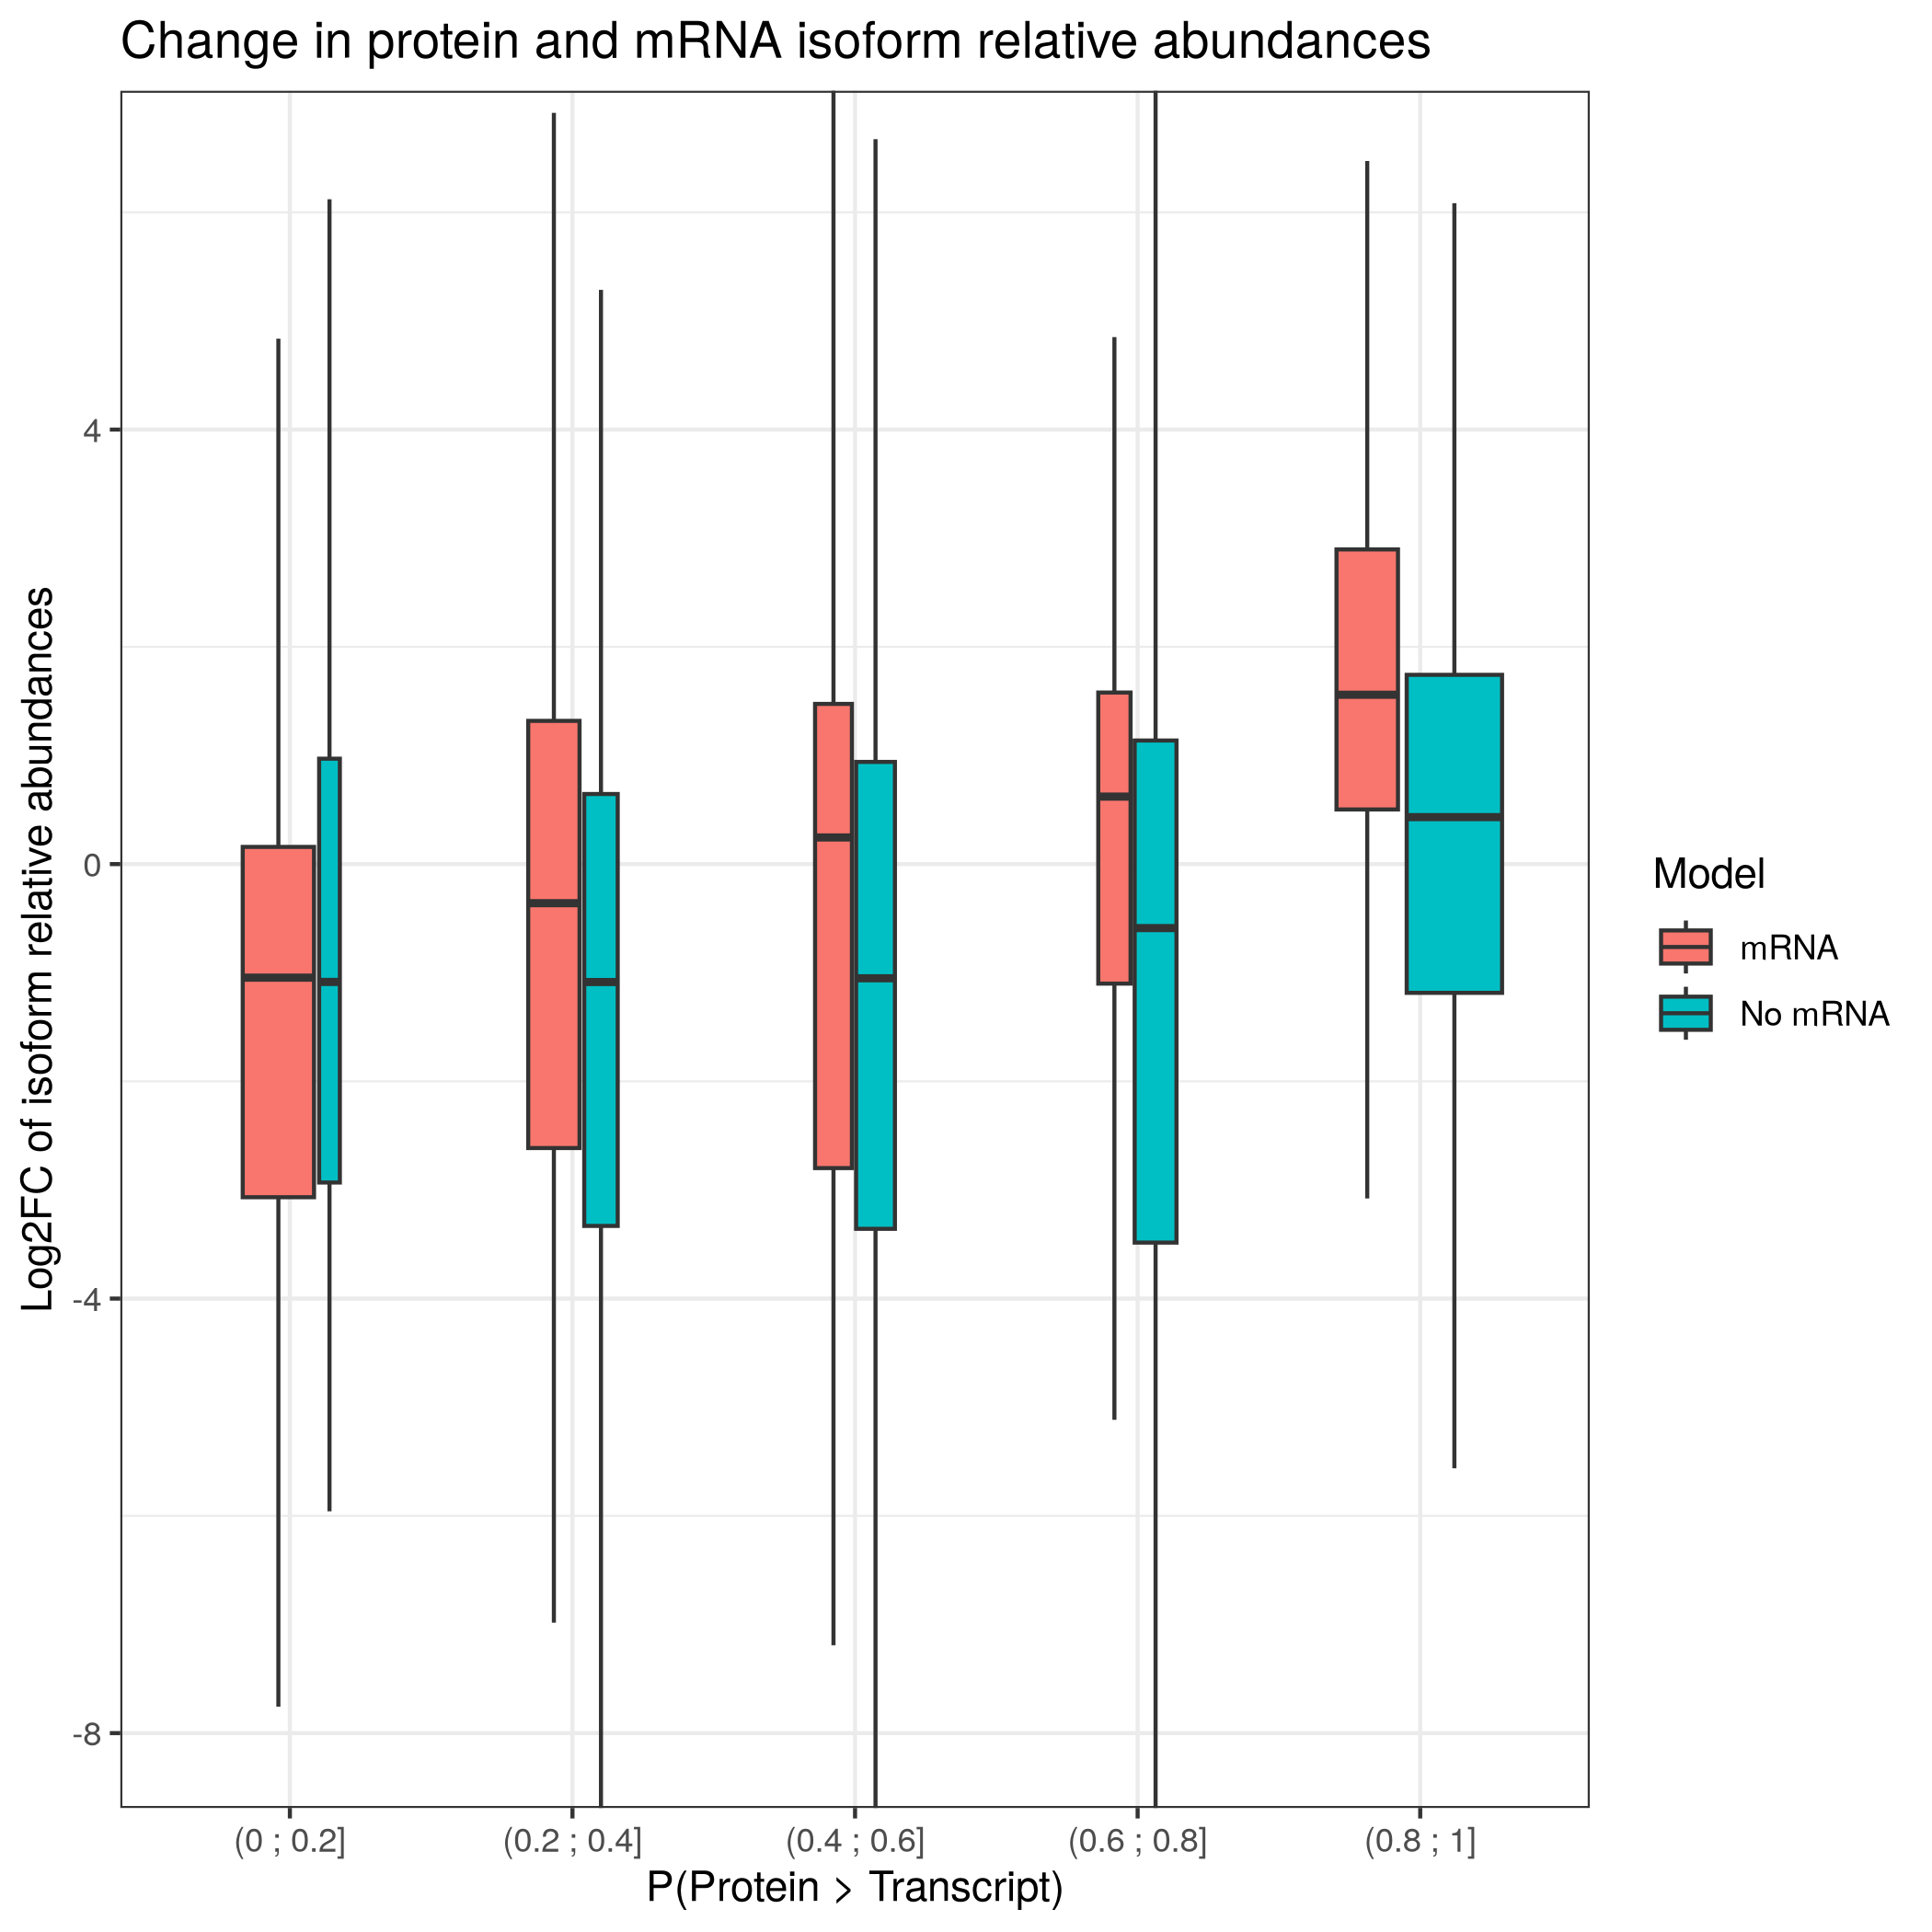 Change in protein and mRNA isoform relative abundances
Log2FC of isoform relative abundances
4
0
-4
-8
(0 ; 0.2]
(0.2 ; 0.4]
(0.4 ; 0.6]
(0.6 ; 0.8]
(0.8 ; 1]
P(Protein > Transcript)
Model
mRNA
No mRNA